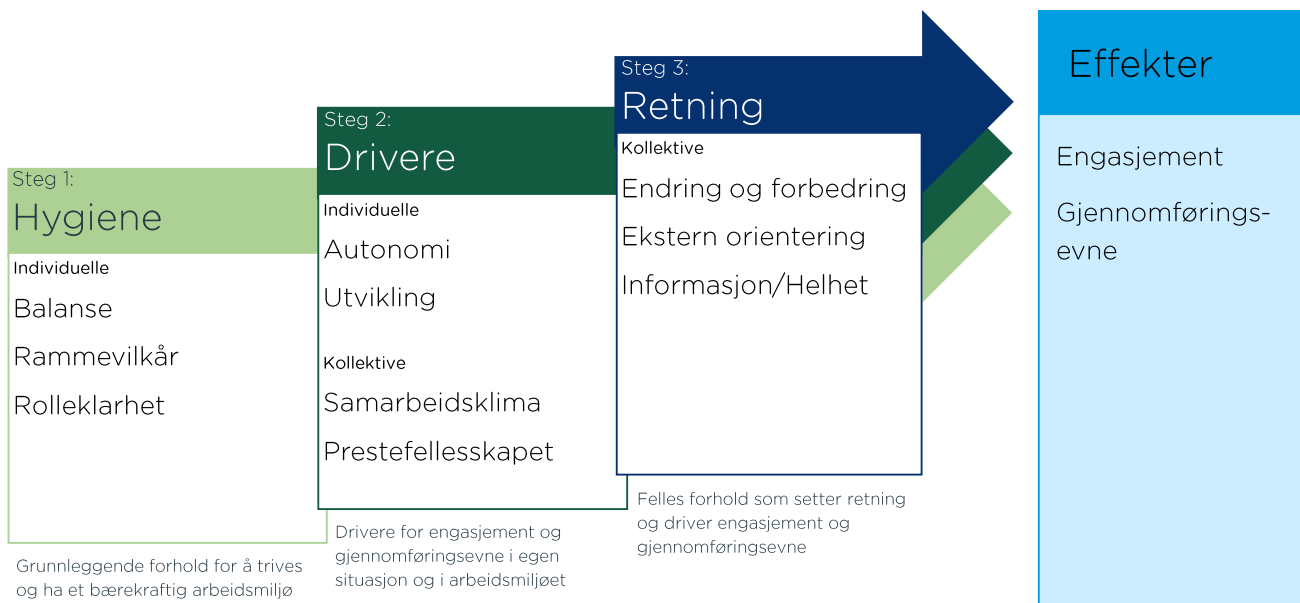 Steg 1:
Hygiene
Individuelle
Balanse
Rammevilkår
Rolleklarhet
Grunnleggende forhold for å trives
og ha et bærekraftig arbeidsmiljø
Steg 2:
Drivere
Individuelle
Autonomi
Utvikling
Kollektive
Samarbeidsklima
Prestefellesskapet
Drivere for engasjement og
gjennomføringsevne i egen
situasjon og i arbeidsmiljøet
Steg 3:
Retning
Kollektive
Endring og forbedring
Ekstern orientering
Informasjon/Helhet
Felles forhold som setter retning
og driver engasjement og
gjennomføringsevne
Effekter
Engasjement
Gjennomførings-
evne